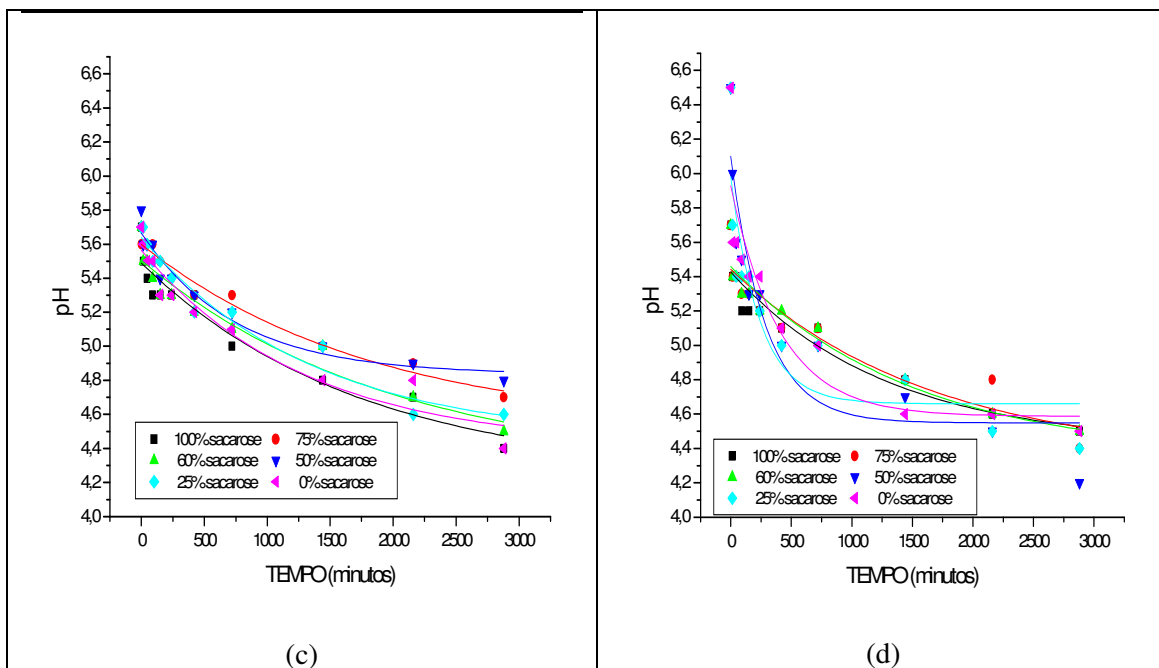 6,6
6,4
6,2
6,0
5,8
5,6
5,4
5,2
5,0
4,8
4,6
4,4
4,2
4,0
pH
100%sacarose 75%sacarose
60%sacarose 50%sacarose
25%sacarose 0%sacarose
0 500 1000 1500 2000 2500 3000
TEMPO (minutos)
(c)
6,6
6,4
6,2
6,0
5,8
5,6
5,4
5,2
5,0
4,8
4,6
4,4
4,2
4,0
pH
100%sacarose 75%sacarose
60%sacarose 50%sacarose
25%sacarose 0%sacarose
0 500 1000 1500 2000 2500 3000
TEMPO (minutos)
(d)